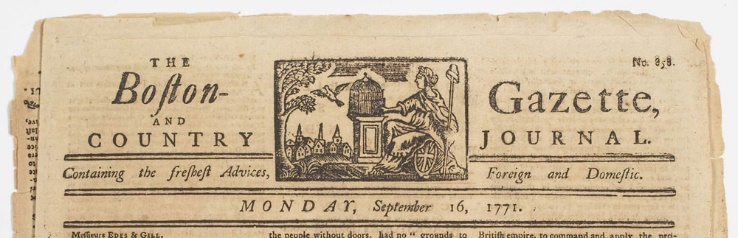 THE
Boſton-
AND
COUNTRY
No. 858.
Gazette,
JOURNAL.
Containing the freſheſt Advices,
Foreign and Domeſtic.
MONDAY, September 16, 1771.
Meſſieurs EDES & GILL.
the people without doors, had no " grounds to
Britiſh empire, to command and apply the